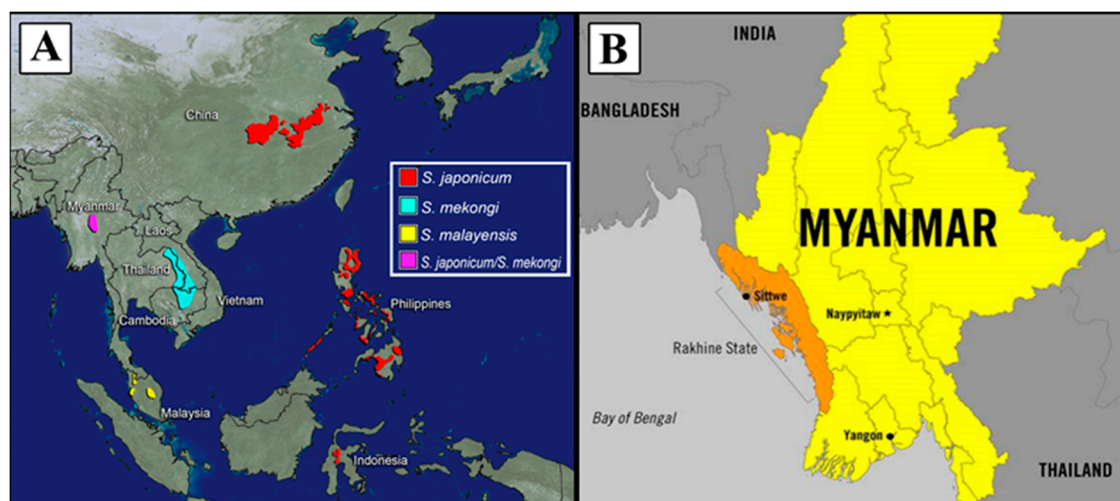 A
China
Myanmar
Laos
Thailand
Vietnam
Cambodia
Philippines
Malaysia
Indonesia
S. japonicum
S. mekongi
S. malayensis
S. japonicum/S. mekongi
B
INDIA
BANGLADESH
MYANMAR
Sittwe
Naypyitaw
Rakhine State
Bay of Bengal
Yangon
THAILAND